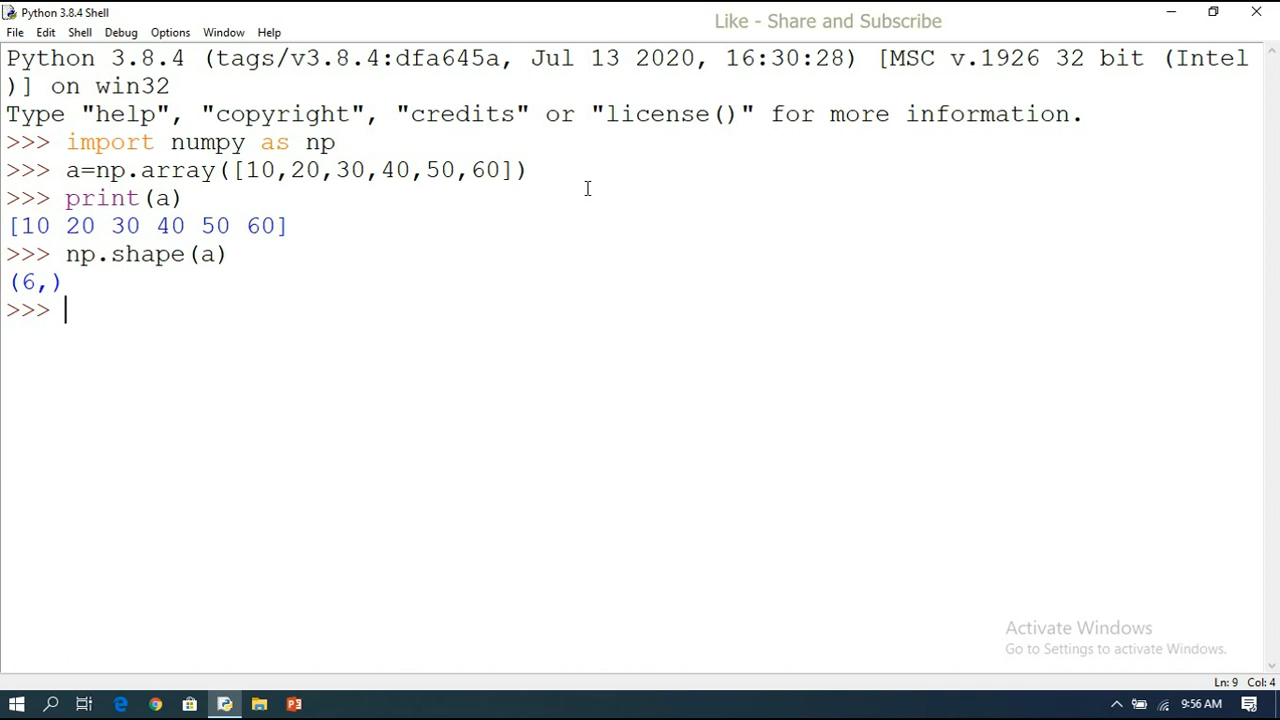 Python 3.8.4 Shell
Like - Share and Subscribe
File Edit Shell Debug Options Window Help
Python 3.8.4 (tags/v3.8.4:dfa645a, Jul 13 2020, 16:30:28) [MSC v.1926 32 bit (Intel
)] on win32
Type "help", "copyright", "credits" or "license()" for more information.
>>> import numpy as np
>>> a=np.array([10,20,30,40,50,60])
>>> print(a)
[10 20 30 40 50 60]
>>> np.shape(a)
(6,)
>>>
Activate Windows
Go to Settings to activate Windows.
Ln: 9 Col: 4
9:56 AM